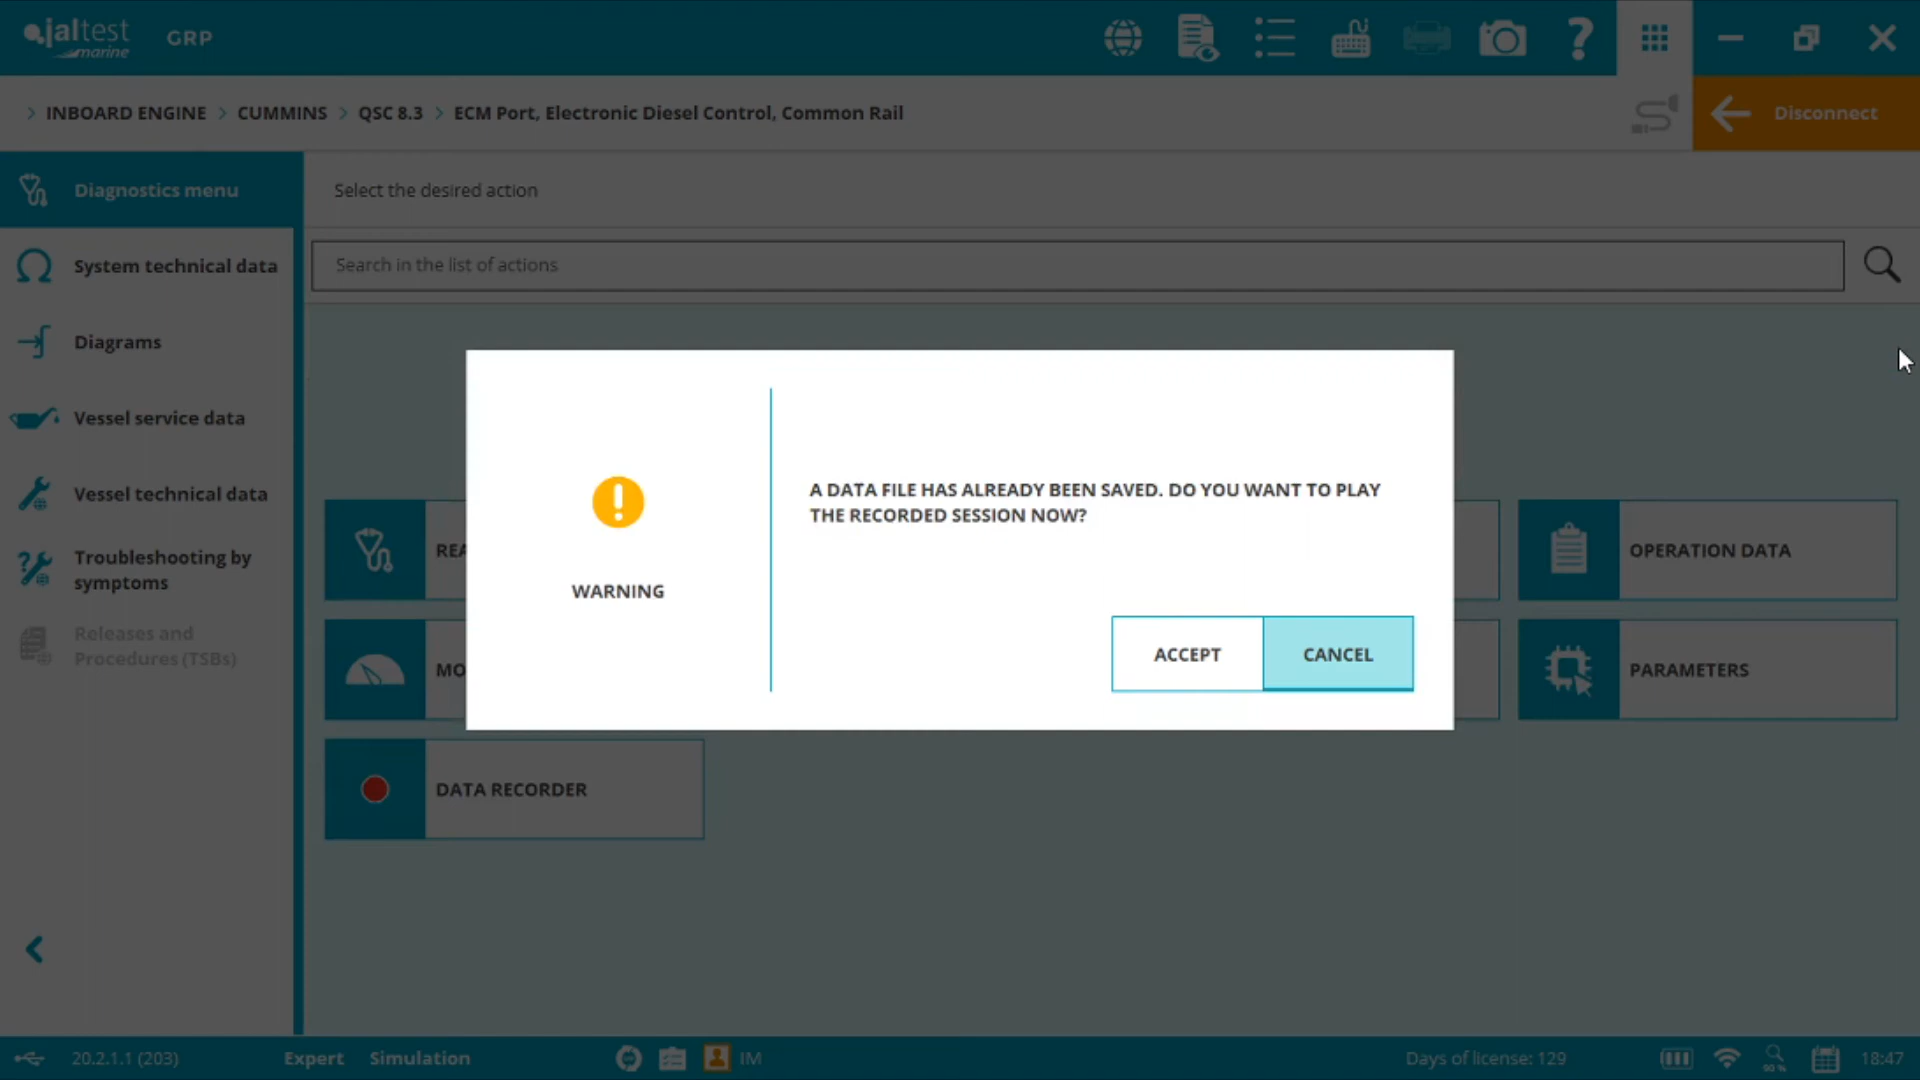 jaltest
marine
GRP
> INBOARD ENGINE > CUMMINS > QSC 8.3 > ECM Port, Electronic Diesel Control, Common Rail
Disconnect
Diagnostics menu
Select the desired action
System technical data
Search in the list of actions
Diagrams
Vessel service data
Vessel technical data
Troubleshooting by
symptoms
Releases and
Procedures (TSBs)
A DATA FILE HAS ALREADY BEEN SAVED. DO YOU WANT TO PLAY
THE RECORDED SESSION NOW?
WARNING
ACCEPT
CANCEL
REA
OPERATION DATA
MO
PARAMETERS
DATA RECORDER
20.2.1.1 (203)
Expert
Simulation
IM
Days of license: 129
90 %
18:47